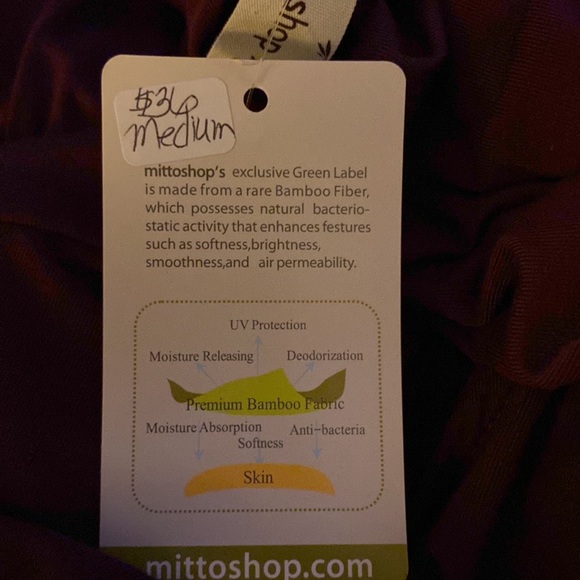 shop
$36
Medium
mittoshop's exclusive Green Label
is made from a rare Bamboo Fiber,
which possesses natural bacterio-
static activity that enhances festures
such as softness,brightness,
smoothness,and air permeability.
UV Protection
Moisture Releasing Deodorization
Premium Bamboo Fabric
Moisture Absorption Anti-bacteria
Softness
Skin
mittoshop.com